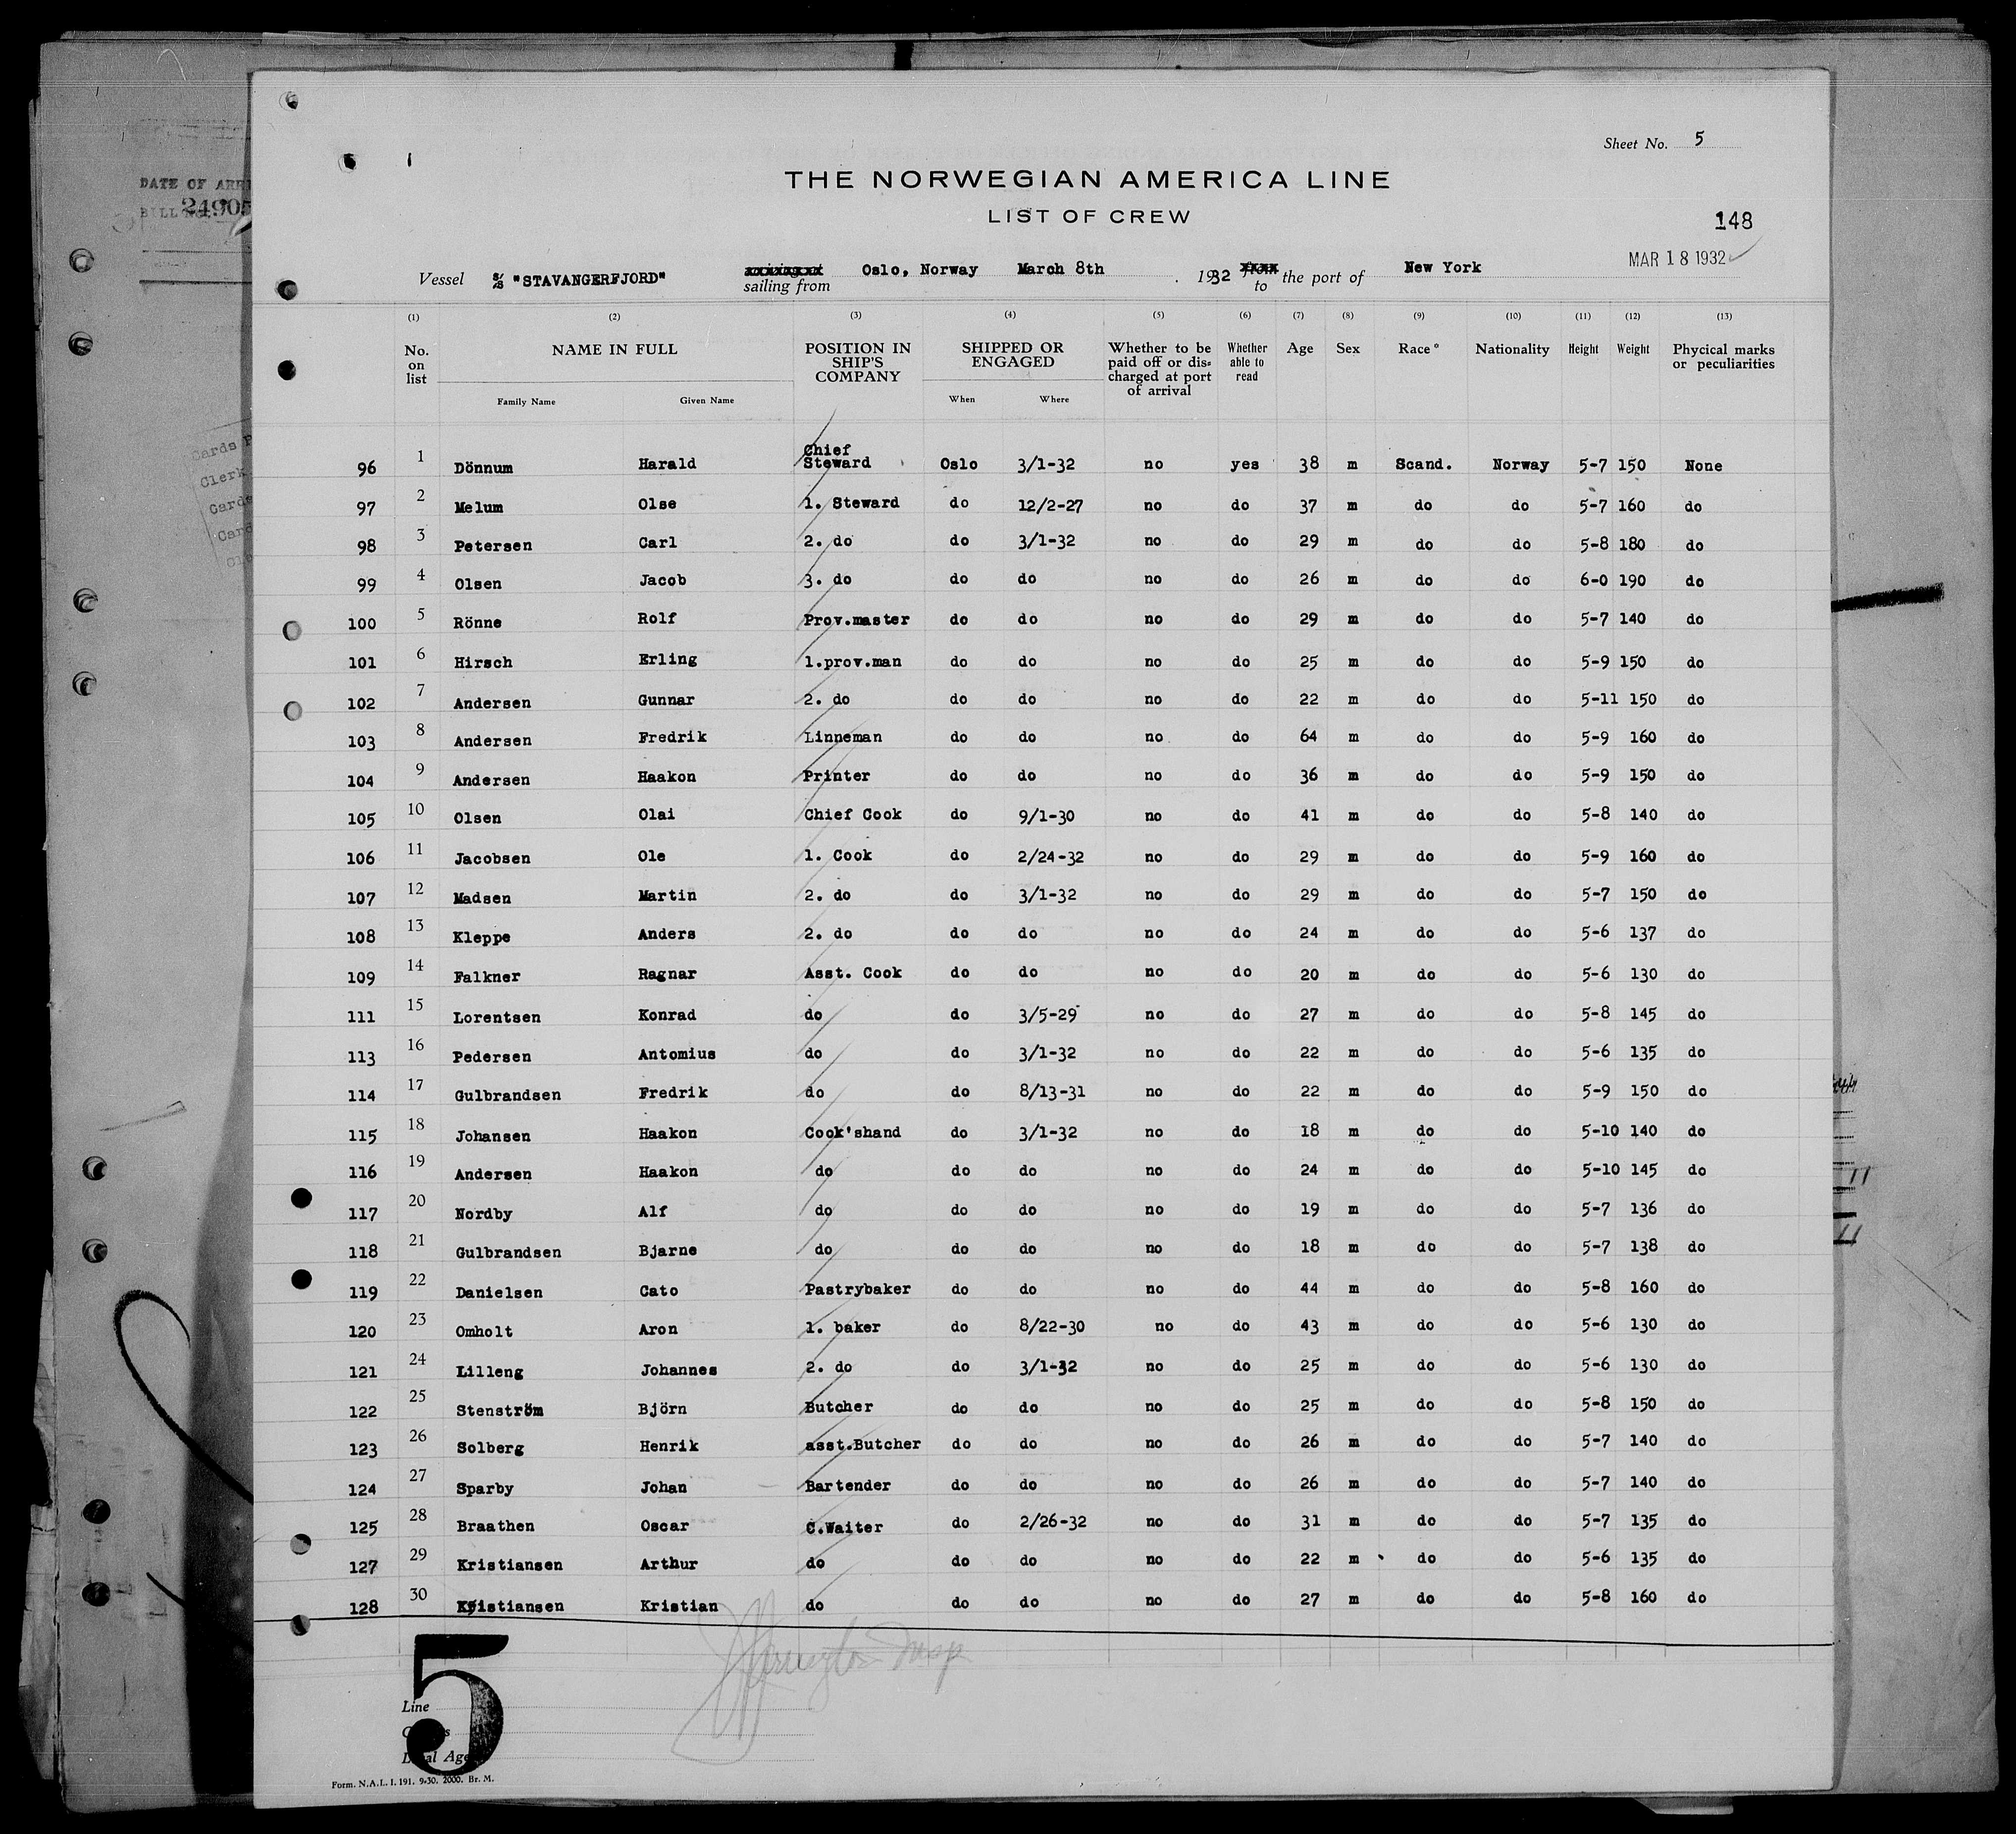 Sheet No. 5
THE NORWEGIAN AMERICA LINE
LIST OF CREW
148
DATE OF ARR
BILL
24905
MAR 18 1932
Vessel S/S "STAVANGERFJORD" sailing from Oslo, Norway March 8th. 1932 to the port of New York
(1) (2) (3) (4) (5) (6) (7) (8) (9) (10) (11) (12) (13)
No. on list NAME IN FULL POSITION IN SHIP'S COMPANY SHIPPED OR ENGAGED Whether to be paid off or discharged at port of arrival Whether able to read Age Sex Race* Nationality Height Weight Phycical marks or peculiarities
Family Name Given Name When Where
Cards
Clerk
Cards
Card
96 1 Dönnum Harald Chief Steward Oslo 3/1-32 no yes 38 m Scand. Norway 5-7 150 None
97 2 Melum Olse 1. Steward do 12/2-27 no do 37 m do do 5-7 160 do
98 3 Petersen Carl 2. do do 3/1-32 no do 29 m do do 5-8 180 do
99 4 Olsen Jacob 3. do do do no do 26 m do do 6-0 190 do
100 5 Rönne Rolf Prov.master do do no do 29 m do do 5-7 140 do
101 6 Hirsch Erling 1.prov.man do do no do 25 m do do 5-9 150 do
102 7 Andersen Gunnar 2. do do do no do 22 m do do 5-11 150 do
103 8 Andersen Fredrik Linneman do do no do 64 m do do 5-9 160 do
104 9 Andersen Haakon Printer do do no do 36 m do do 5-9 150 do
105 10 Olsen Olai Chief Cook do 9/1-30 no do 41 m do do 5-8 140 do
106 11 Jacobsen Ole 1. Cook do 2/24-32 no do 29 m do do 5-9 160 do
107 12 Madsen Martin 2. do do 3/1-32 no do 29 m do do 5-7 150 do
108 13 Kleppe Anders 2. do do do no do 24 m do do 5-6 137 do
109 14 Falkner Ragnar Asst. Cook do do no do 20 m do do 5-6 130 do
111 15 Lorentsen Konrad do do 3/5-29 no do 27 m do do 5-8 145 do
113 16 Pedersen Antomius do do 3/1-32 no do 22 m do do 5-6 135 do
114 17 Gulbrandsen Fredrik do do 8/13-31 no do 22 m do do 5-9 150 do
115 18 Johansen Haakon Cook'shand do 3/1-32 no do 18 m do do 5-10 140 do
116 19 Andersen Haakon do do do no do 24 m do do 5-10 145 do
117 20 Nordby Alf do do do no do 19 m do do 5-7 136 do
118 21 Gulbrandsen Bjarne do do do no do 18 m do do 5-7 138 do
119 22 Danielsen Cato Pastrybaker do do no do 44 m do do 5-8 160 do
120 23 Omholt Aron 1. baker do 8/22-30 no do 43 m do do 5-6 130 do
121 24 Lilleng Johannes 2. do do 3/1-32 no do 25 m do do 5-6 130 do
122 25 Stenström Björn Butcher do do no do 25 m do do 5-8 150 do
123 26 Solberg Henrik asst.Butcher do do no do 26 m do do 5-7 140 do
124 27 Sparby Johan Bartender do do no do 26 m do do 5-7 140 do
125 28 Braathen Oscar C.Waiter do 2/26-32 no do 31 m do do 5-7 135 do
127 29 Kristiansen Arthur do do do no do 22 m do do 5-6 135 do
128 30 Kristiansen Kristian do do do no do 27 m do do 5-8 160 do
5
Line
Form. N.A.L. I. 191. 9-30. 2000. Br. M.